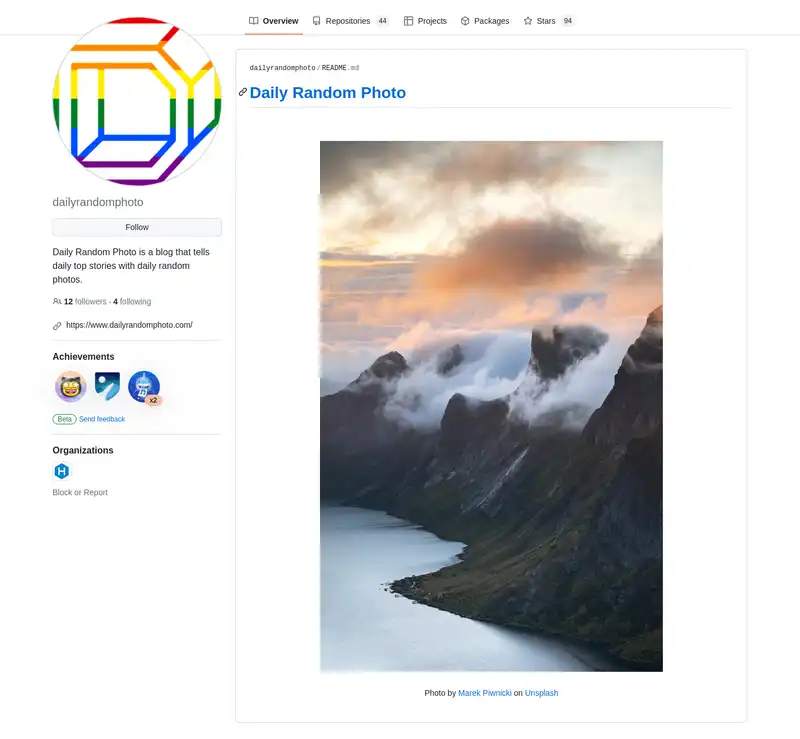 Overview
Repositories 44
Projects
Packages
Stars 94
dailyrandomphoto
Follow
Daily Random Photo is a blog that tells
daily top stories with daily random
photos.
12 followers · 4 following
https://www.dailyrandomphoto.com/
Achievements
x2
Beta Send feedback
Organizations
H
Block or Report
dailyrandomphoto / README.md
Daily Random Photo
Photo by Marek Piwnicki on Unsplash